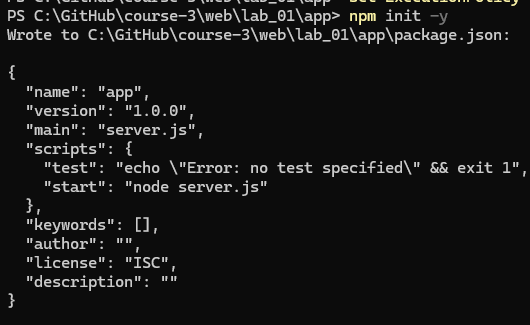 PS C:\GitHub\course-3\web\lab_01\app> Set-ExecutionPolicy
PS C:\GitHub\course-3\web\lab_01\app> npm init -y
Wrote to C:\GitHub\course-3\web\lab_01\app\package.json:
{
  "name": "app",
  "version": "1.0.0",
  "main": "server.js",
  "scripts": {
    "test": "echo \"Error: no test specified\" && exit 1",
    "start": "node server.js"
  },
  "keywords": [],
  "author": "",
  "license": "ISC",
  "description": ""
}